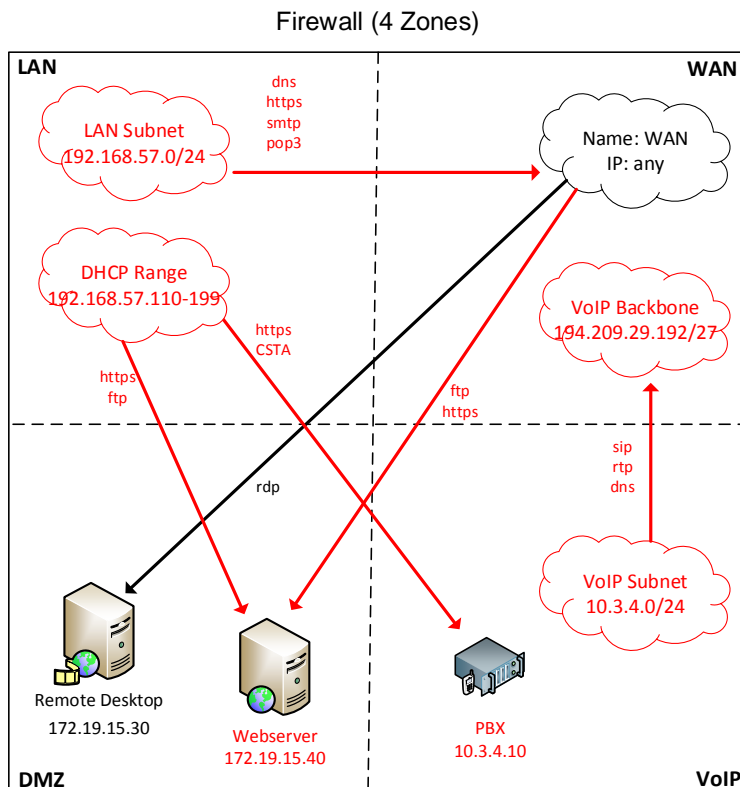 Firewall (4 Zones)
LAN
WAN
dns
https
smtp
pop3
LAN Subnet
192.168.57.0/24
Name: WAN
IP: any
DHCP Range
192.168.57.110-199
VoIP Backbone
194.209.29.192/27
https
CSTA
https
ftp
ftp
https
sip
rtp
dns
rdp
VoIP Subnet
10.3.4.0/24
Remote Desktop
172.19.15.30
Webserver
172.19.15.40
PBX
10.3.4.10
DMZ
VoIP